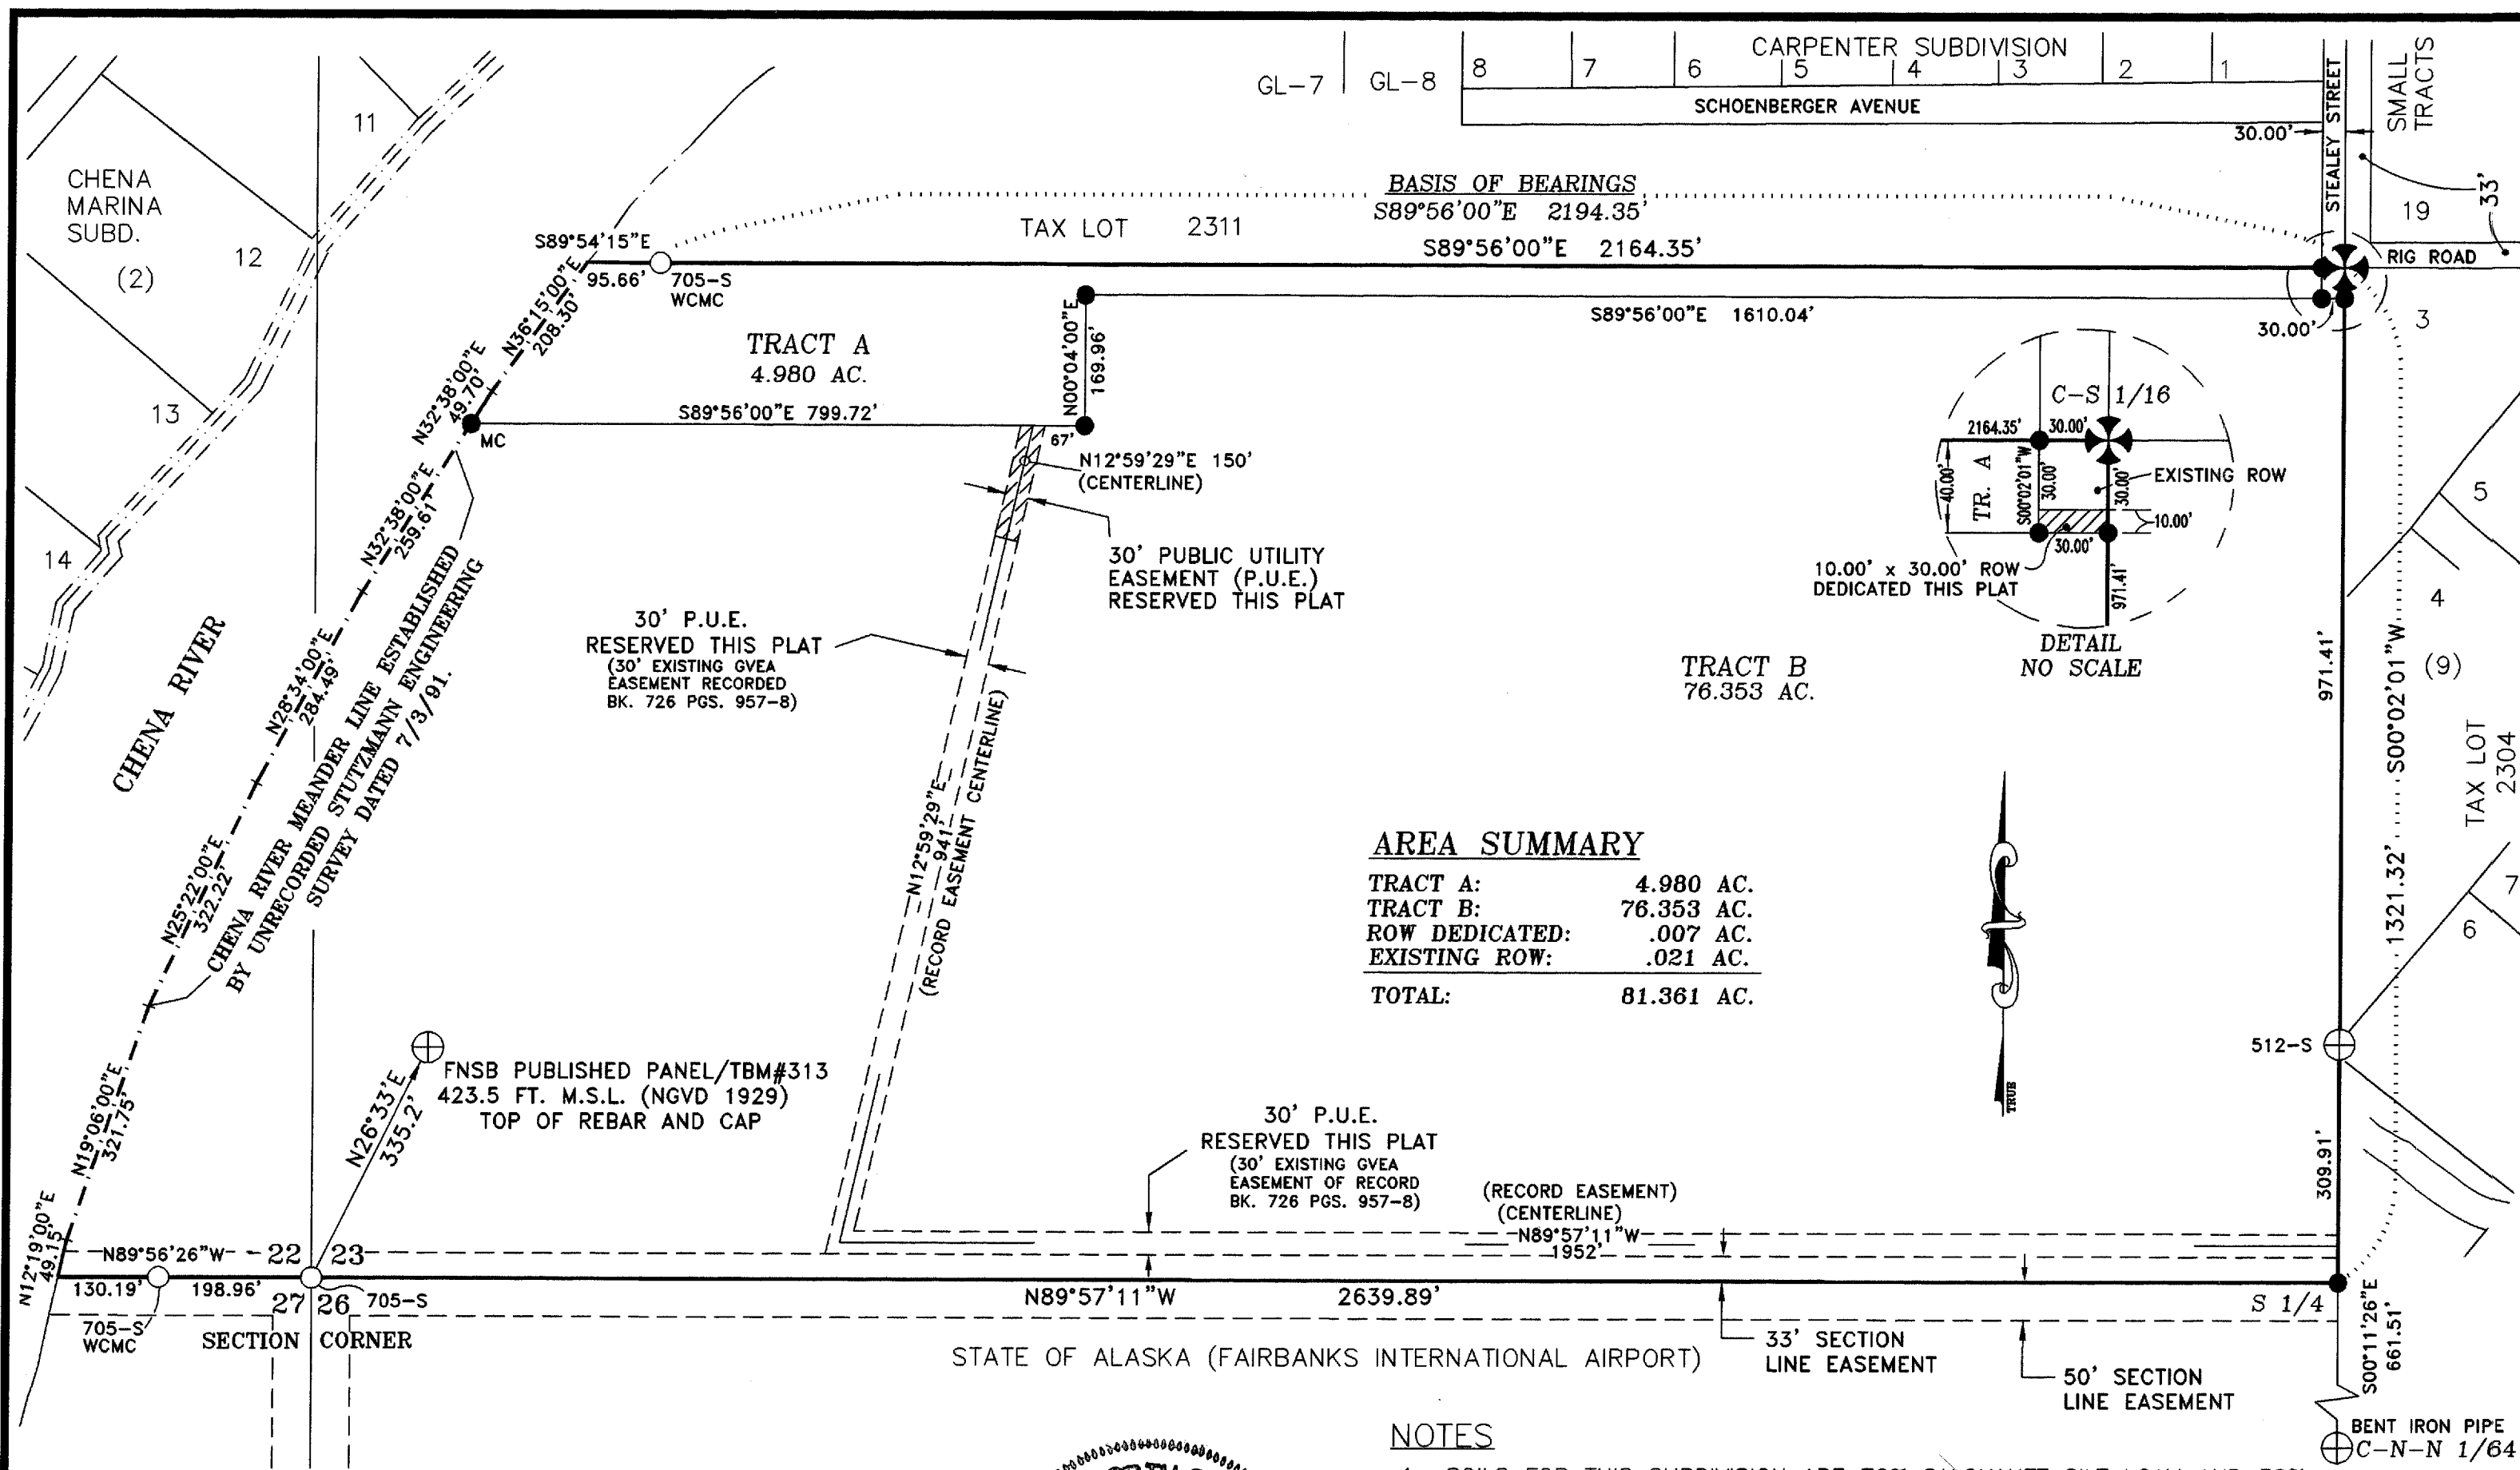 CARPENTER SUBDIVISION
GL-7
GL-8
8
7
6
5
4
3
2
1
SCHOENBERGER AVENUE
STEALEY STREET
SMALL
TRACTS
30.00'
33'
19
RIG ROAD
3
30.00'
11
CHENA
MARINA
SUBD.
(2)
12
13
14
BASIS OF BEARINGS
S89°56'00"E 2194.35'
TAX LOT 2311
S89°56'00"E 2164.35'
S89°54'15"E
95.66'
705-S
WCMC
N36°15'00"E
208.30'
N32°38'00"E
49.70'
MC
TRACT A
4.980 AC.
S89°56'00"E 799.72'
N00°04'00"E
169.96'
S89°56'00"E 1610.04'
67'
N12°59'29"E 150'
(CENTERLINE)
30' PUBLIC UTILITY
EASEMENT (P.U.E.)
RESERVED THIS PLAT
C-S 1/16
2164.35'
30.00'
40.00'
TR. A
S00°02'01"W
30.00'
30.00'
EXISTING ROW
10.00'
30.00'
10.00' x 30.00' ROW
DEDICATED THIS PLAT
971.41'
DETAIL
NO SCALE
5
4
(9)
TAX LOT
2304
7
6
971.41'
1321.32' S00°02'01"W
N32°38'00"E
259.61'
N28°34'00"E
284.49'
N25°22'00"E
322.22'
N19°06'00"E
321.75'
N12°19'00"E
49.15'
CHENA RIVER
CHENA RIVER MEANDER LINE ESTABLISHED
BY UNRECORDED STUTZMANN ENGINEERING
SURVEY DATED 7/3/91.
30' P.U.E.
RESERVED THIS PLAT
(30' EXISTING GVEA
EASEMENT RECORDED
BK. 726 PGS. 957-8)
N12°59'29"E
941'
(RECORD EASEMENT CENTERLINE)
TRACT B
76.353 AC.
AREA SUMMARY
TRACT A: 4.980 AC.
TRACT B: 76.353 AC.
ROW DEDICATED: .007 AC.
EXISTING ROW: .021 AC.
TOTAL: 81.361 AC.
TRUE
512-S
309.91'
FNSB PUBLISHED PANEL/TBM#313
423.5 FT. M.S.L. (NGVD 1929)
TOP OF REBAR AND CAP
N26°33'E
335.2'
30' P.U.E.
RESERVED THIS PLAT
(30' EXISTING GVEA
EASEMENT OF RECORD
BK. 726 PGS. 957-8)
(RECORD EASEMENT)
(CENTERLINE)
N89°57'11"W
1952'
N89°56'26"W
22 23
130.19'
198.96'
27 26
705-S
705-S
WCMC
SECTION CORNER
N89°57'11"W 2639.89'
S 1/4
S00°11'26"E
661.51'
33' SECTION
LINE EASEMENT
50' SECTION
LINE EASEMENT
STATE OF ALASKA (FAIRBANKS INTERNATIONAL AIRPORT)
BENT IRON PIPE
C-N-N 1/64
NOTES